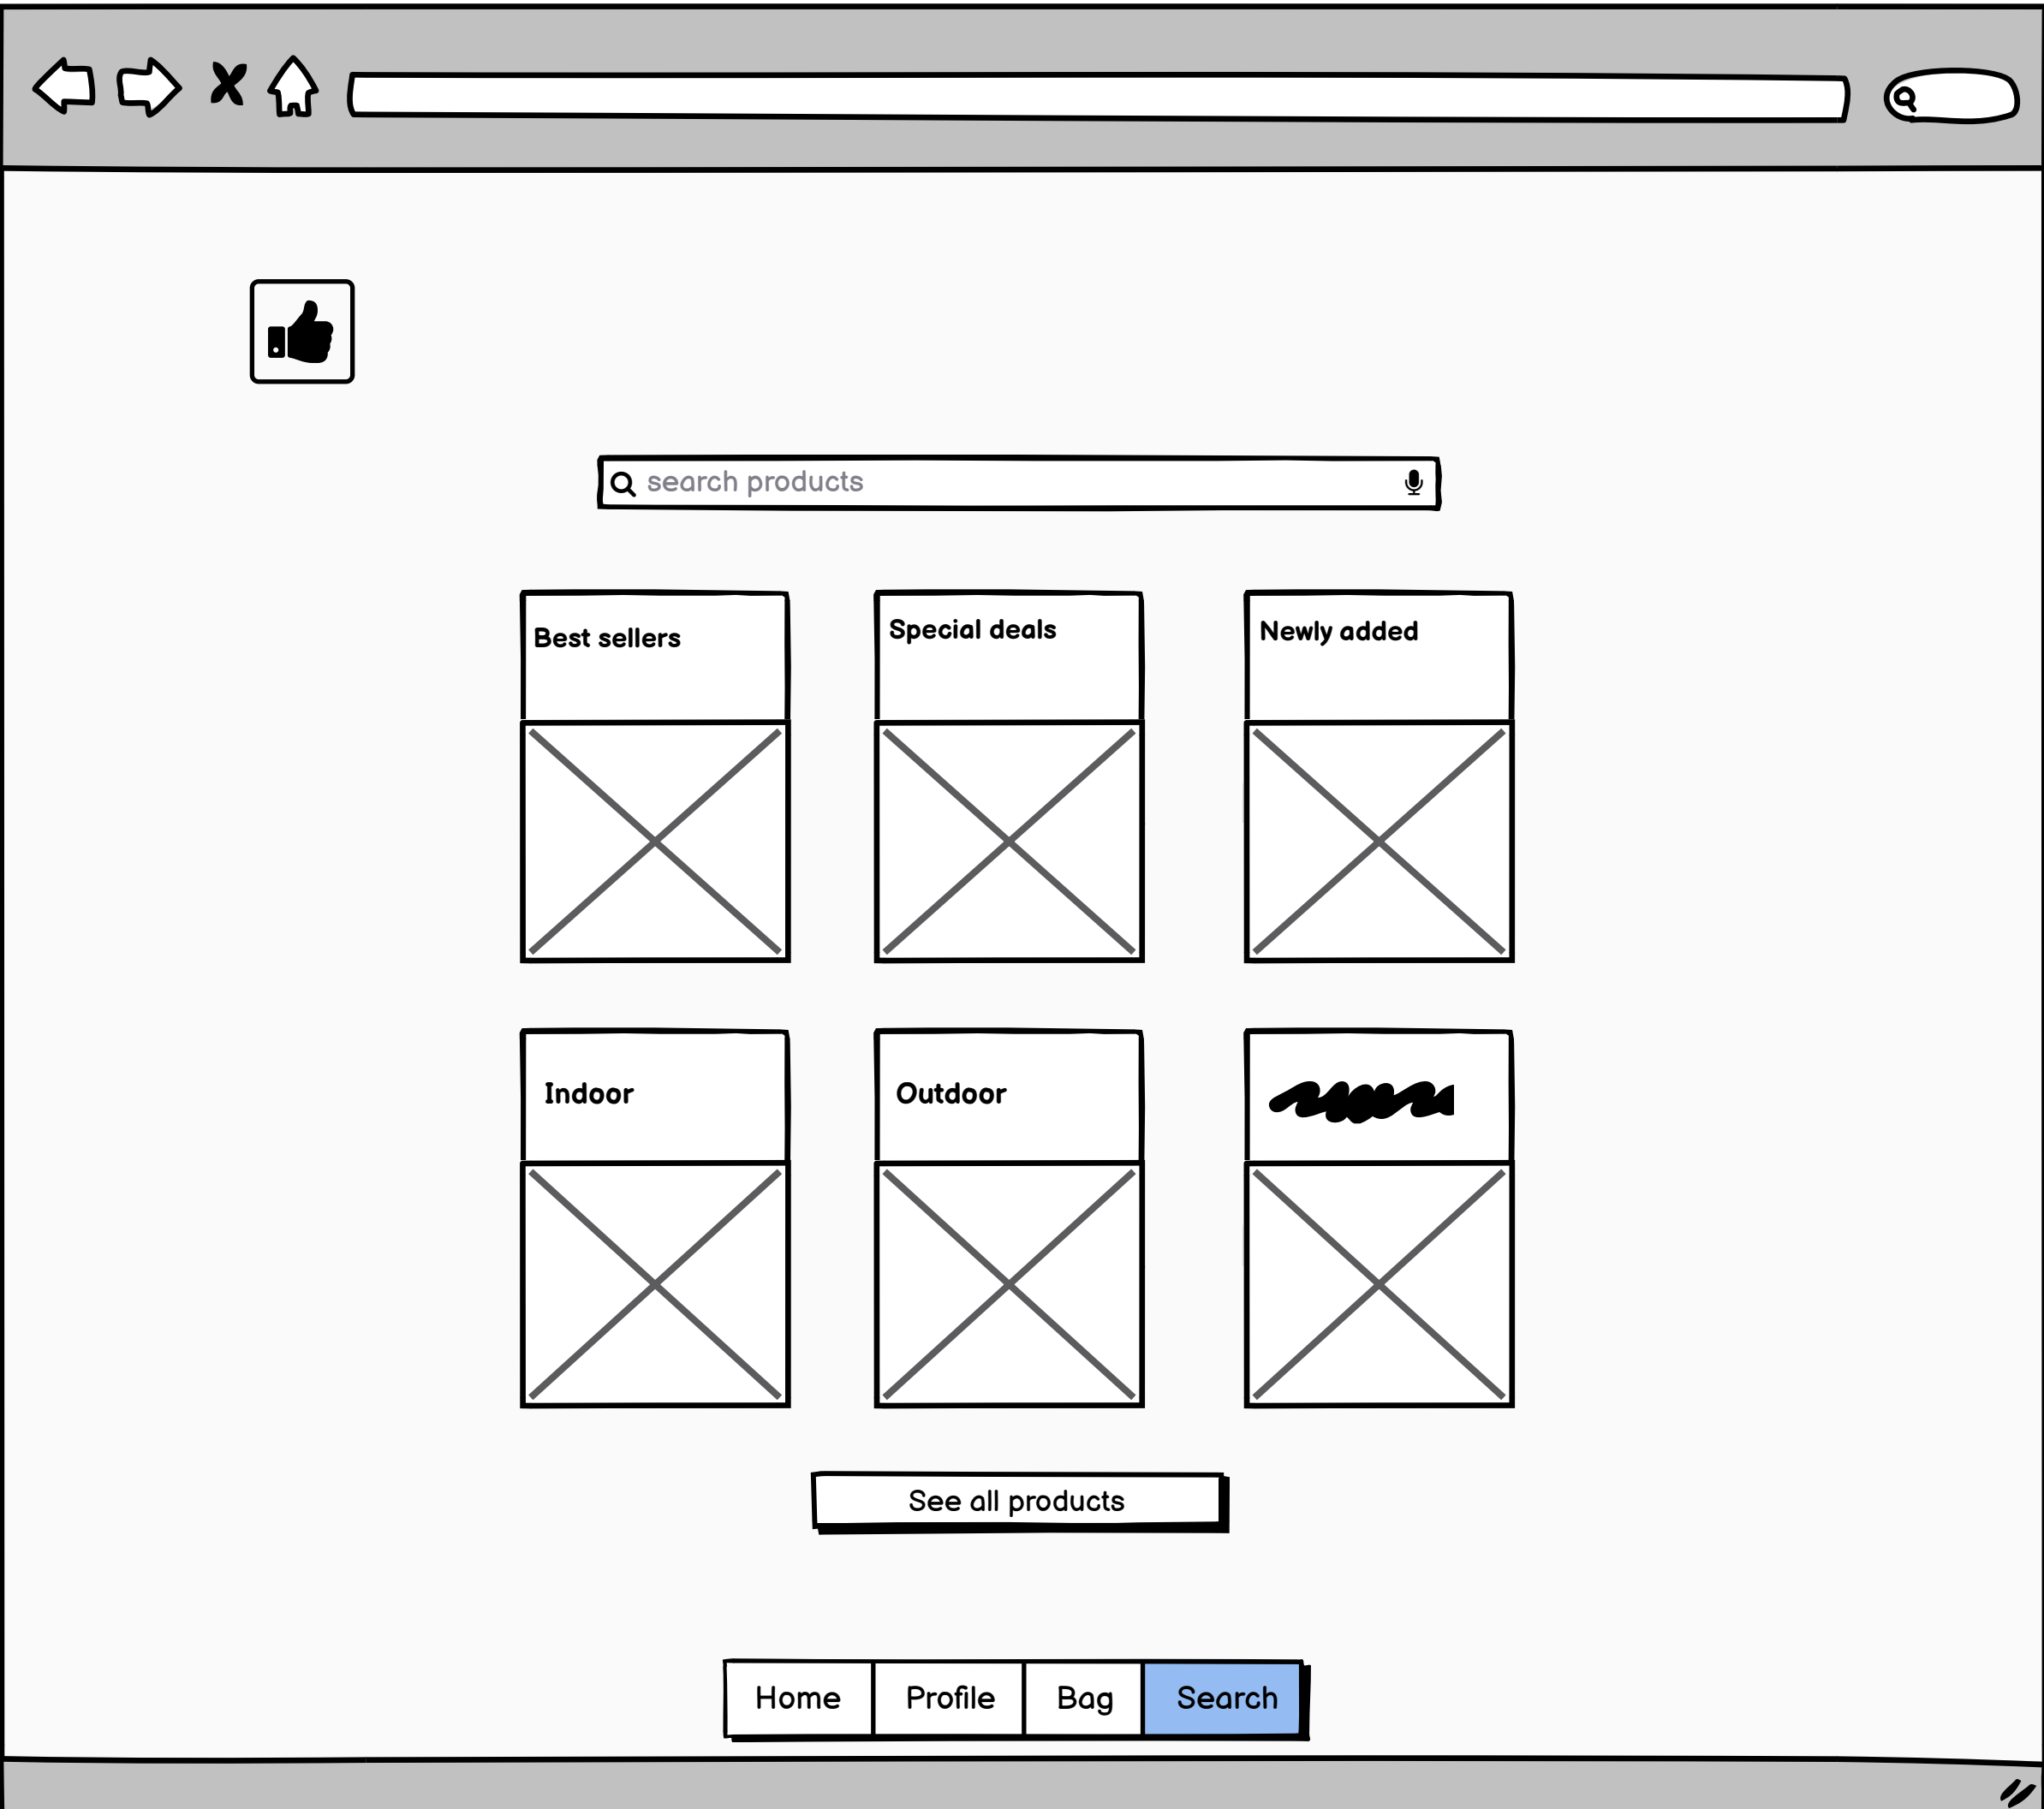 search products
Best sellers
Special deals
Newly added
Indoor
Outdoor
See all products
Home
Profile
Bag
Search